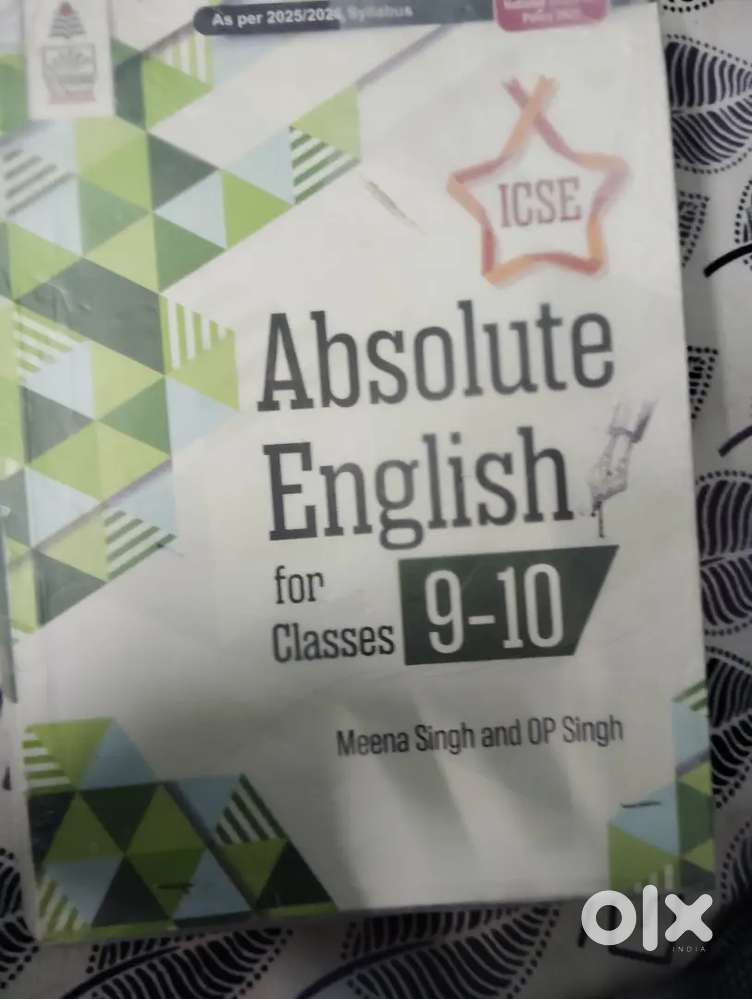 As per 2025/2026 Syllabus
ICSE
Absolute
English
for
Classes
9-10
Meena Singh and OP Singh
olx
INDIA